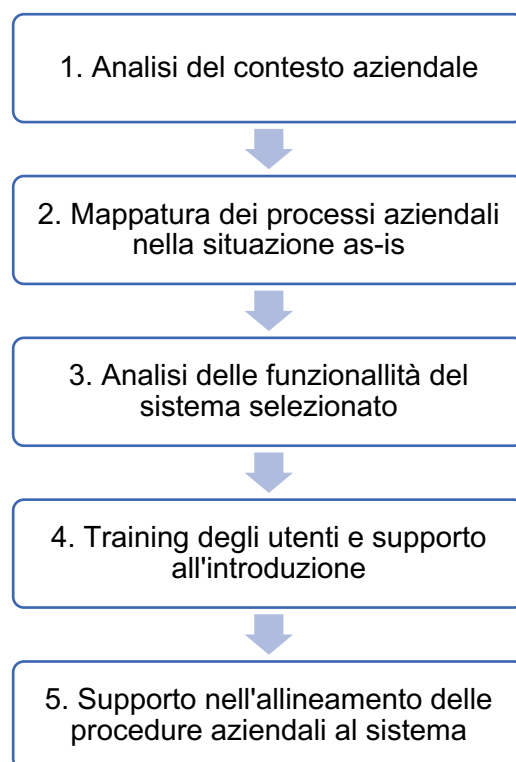 1. Analisi del contesto aziendale
2. Mappatura dei processi aziendali
nella situazione as-is
3. Analisi delle funzionallità del
sistema selezionato
4. Training degli utenti e supporto
all'introduzione
5. Supporto nell'allineamento delle
procedure aziendali al sistema